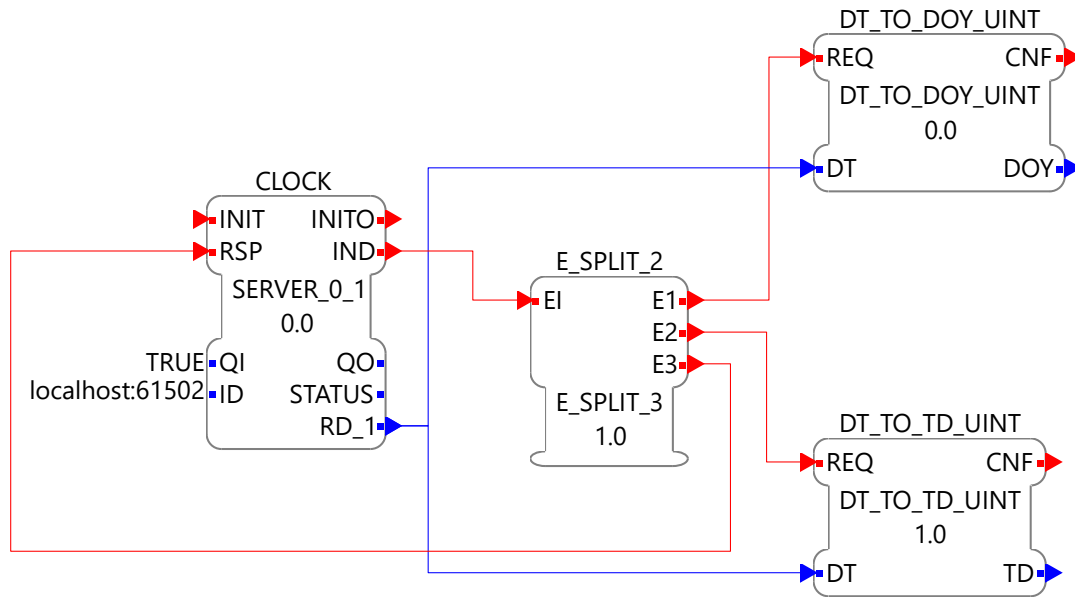 DT_TO_DOY_UINT
REQ CNF
DT_TO_DOY_UINT
0.0
DT DOY
CLOCK
INIT INITO
RSP IND
SERVER_0_1
0.0
TRUE QI QO
localhost:61502 ID STATUS
RD_1
E_SPLIT_2
EI E1
E2
E3
E_SPLIT_3
1.0
DT_TO_TD_UINT
REQ CNF
DT_TO_TD_UINT
1.0
DT TD